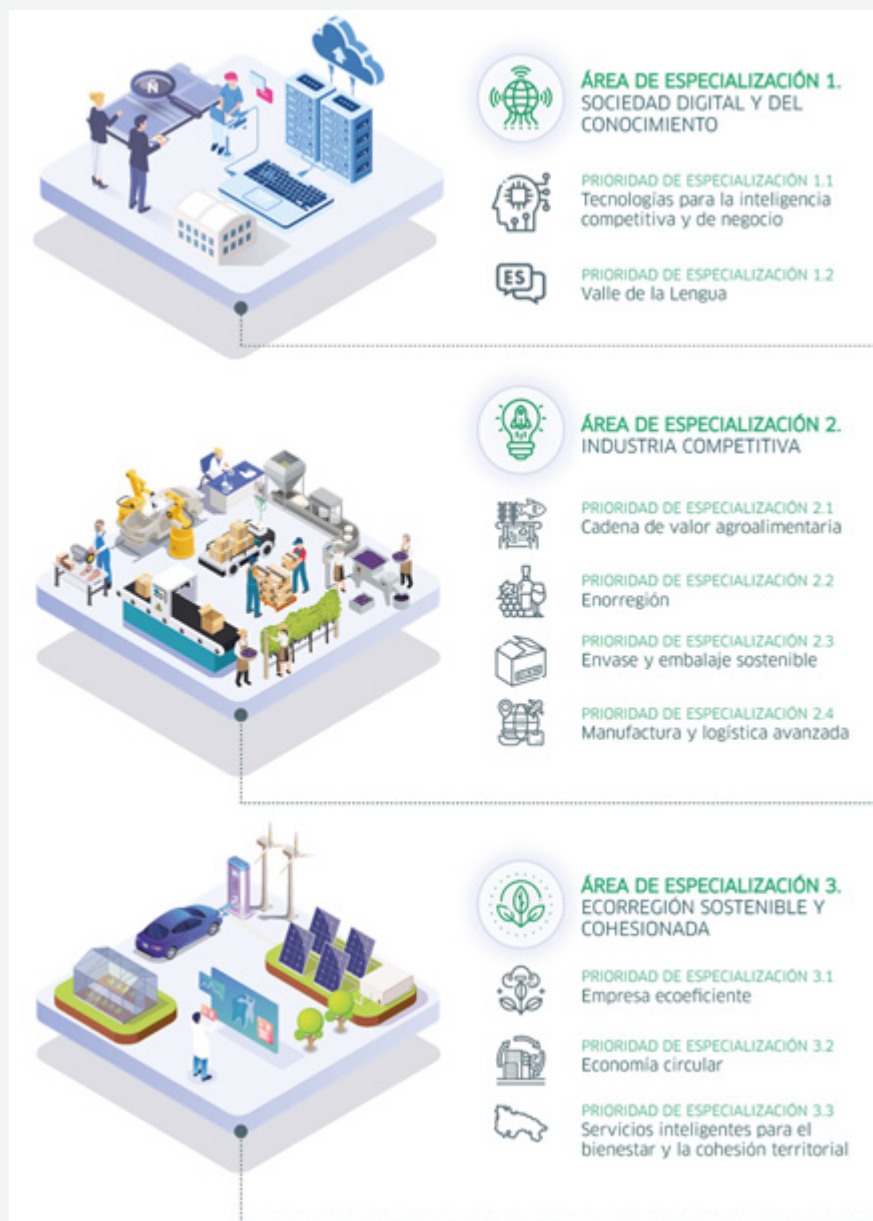 Ñ
ÁREA DE ESPECIALIZACIÓN 1.
SOCIEDAD DIGITAL Y DEL
CONOCIMIENTO
PRIORIDAD DE ESPECIALIZACIÓN 1.1
Tecnologías para la inteligencia
competitiva y de negocio
ES
PRIORIDAD DE ESPECIALIZACIÓN 1.2
Valle de la Lengua
ÁREA DE ESPECIALIZACIÓN 2.
INDUSTRIA COMPETITIVA
PRIORIDAD DE ESPECIALIZACIÓN 2.1
Cadena de valor agroalimentaria
PRIORIDAD DE ESPECIALIZACIÓN 2.2
Enorregión
PRIORIDAD DE ESPECIALIZACIÓN 2.3
Envase y embalaje sostenible
PRIORIDAD DE ESPECIALIZACIÓN 2.4
Manufactura y logística avanzada
ÁREA DE ESPECIALIZACIÓN 3.
ECORREGIÓN SOSTENIBLE Y
COHESIONADA
PRIORIDAD DE ESPECIALIZACIÓN 3.1
Empresa ecoeficiente
PRIORIDAD DE ESPECIALIZACIÓN 3.2
Economía circular
PRIORIDAD DE ESPECIALIZACIÓN 3.3
Servicios inteligentes para el
bienestar y la cohesión territorial